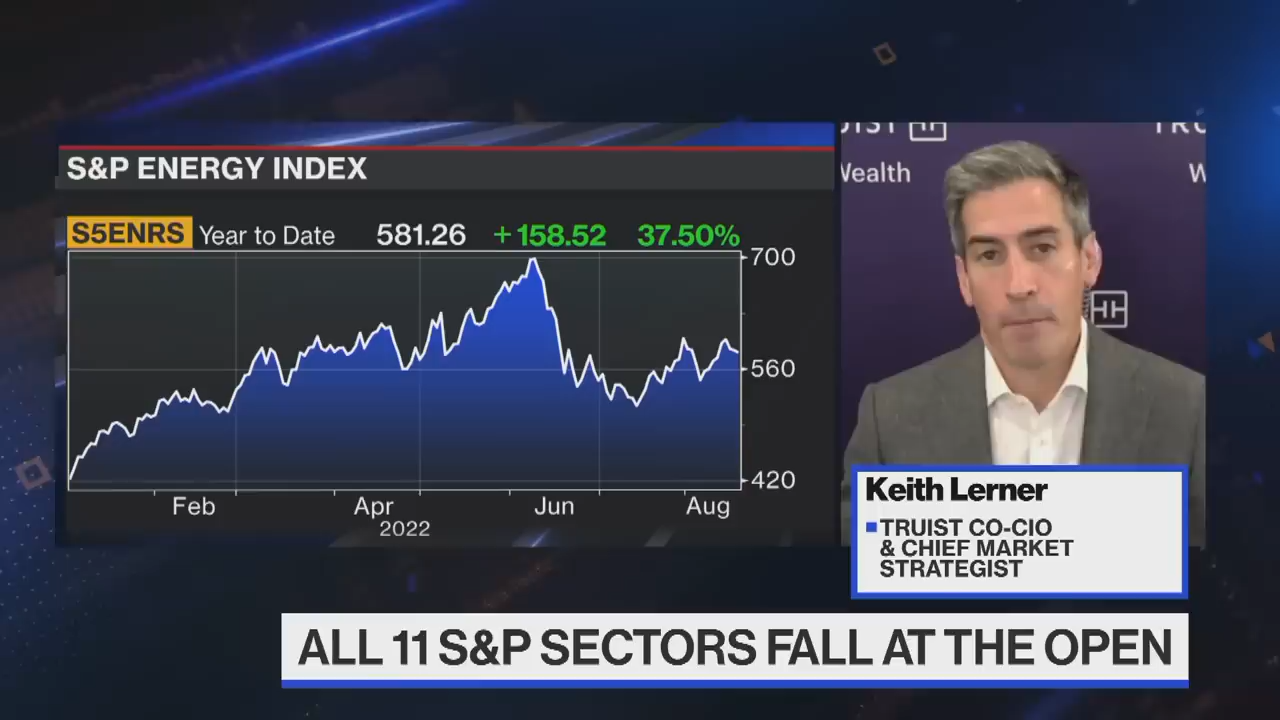 S&P ENERGY INDEX
S5ENRS Year to Date 581.26 +158.52 37.50%
700
560
420
Feb Apr Jun Aug
2022
Wealth
Keith Lerner
TRUIST CO-CIO
& CHIEF MARKET
STRATEGIST
ALL 11 S&P SECTORS FALL AT THE OPEN